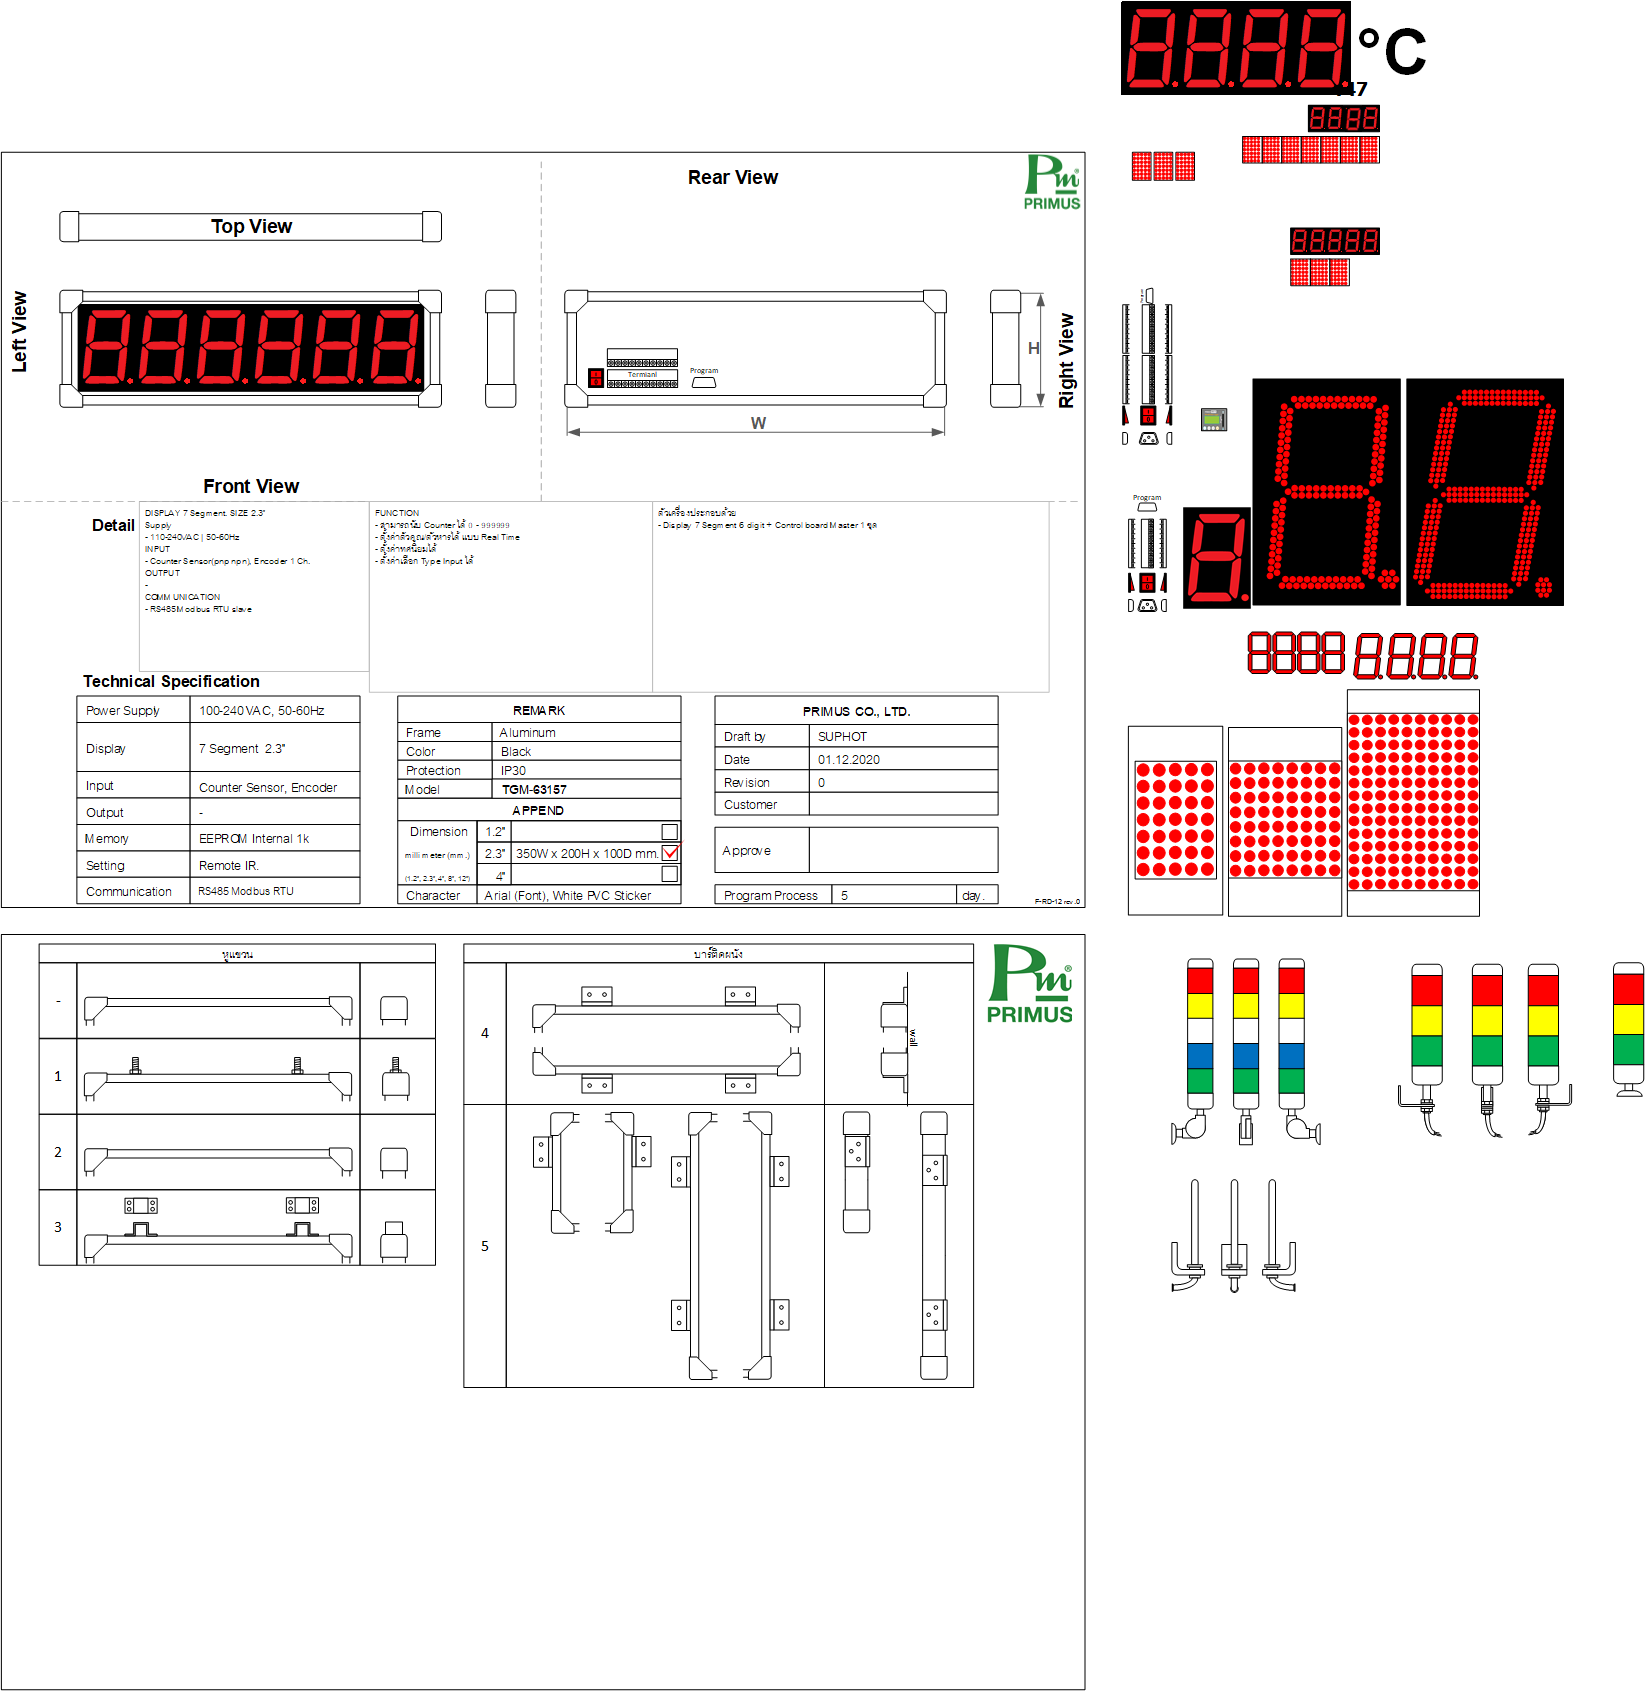 °C
47
Rear View
Pm
PRIMUS
Top View
Left View
Right View
H
W
Termianl
Program
Front View
Detail
DISPLAY 7 Segment. SIZE 2.3"
Supply
- 110-240VAC | 50-60Hz
INPUT
- Counter Sensor(pnp npn), Encoder 1 Ch.
OUTPUT
-
COMMUNICATION
- RS485Modbus RTU slave
FUNCTION
- สามารถนับ Counter ได้ 0 - 999999
- ตั้งค่าตัวคูณ/ตัวหารได้ แบบ Real Time
- ตั้งค่าทศนิยมได้
- ตั้งค่าเลือก Type Input ได้
ตัวเครื่องประกอบด้วย
- Display 7 Segment 6 digit + Control board Master 1 ชุด
Program
Technical Specification
Power Supply 100-240VAC, 50-60Hz
Display 7 Segment 2.3"
Input Counter Sensor, Encoder
Output -
Memory EEPROM Internal 1k
Setting Remote IR.
Communication RS485 Modbus RTU
REMARK
Frame Aluminum
Color Black
Protection IP30
Model TGM-63157
APPEND
Dimension 1.2"
millimeter (mm.) 2.3" 350W x 200H x 100D mm.
(1.2", 2.3", 4", 8", 12") 4"
Character Arial (Font), White PVC Sticker
PRIMUS CO., LTD.
Draft by SUPHOT
Date 01.12.2020
Revision 0
Customer
Approve
Program Process 5 day.
F-RD-12 rev.0
หูแขวน
-
1
2
3
บาร์ติดผนัง
4
wall
5
Pm
PRIMUS